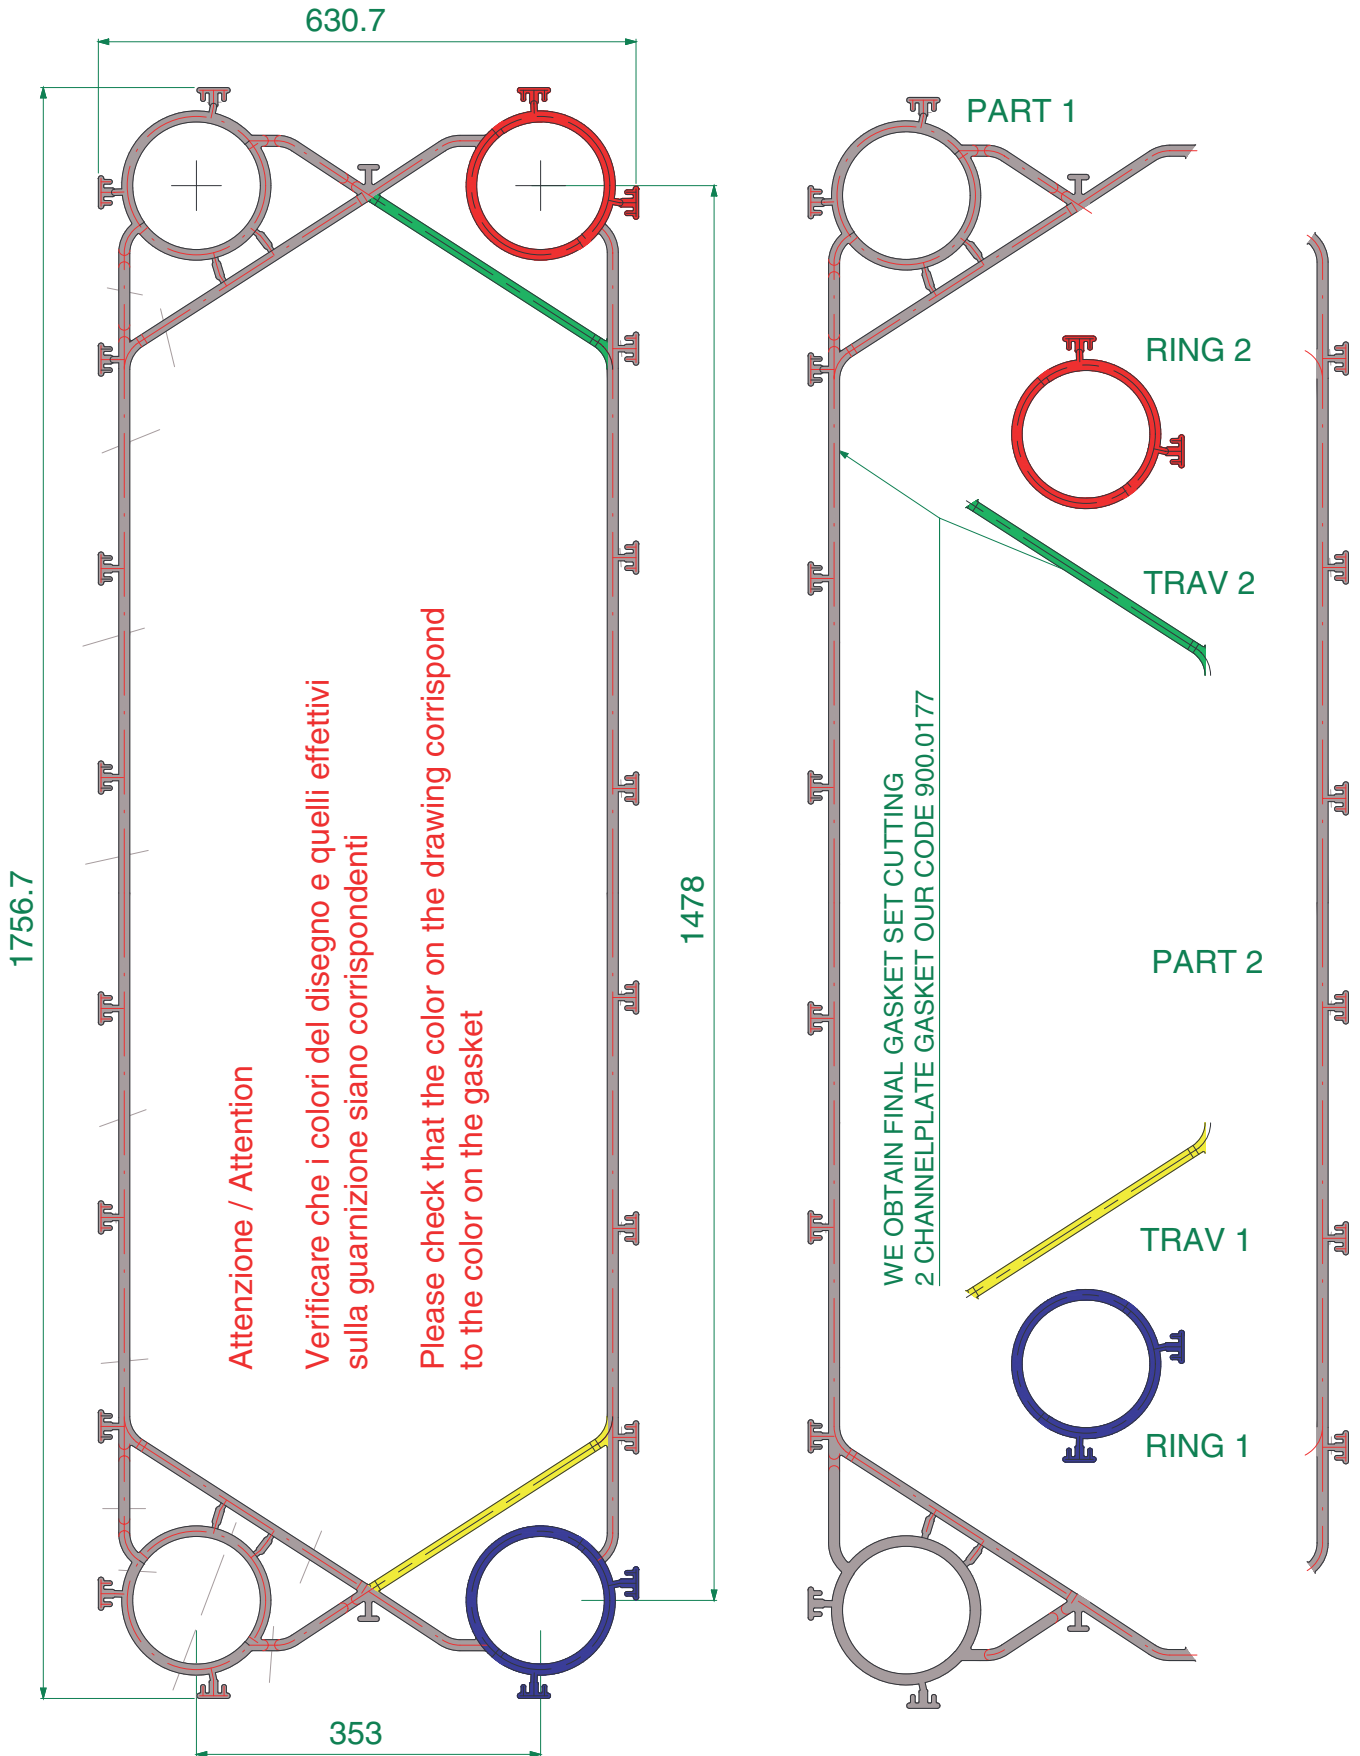 630.7
PART 1
RING 2
TRAV 2
1756.7
Attenzione / Attention
Verificare che i colori del disegno e quelli effettivi
sulla guarnizione siano corrispondenti
Please check that the color on the drawing corrispond
to the color on the gasket
1478
WE OBTAIN FINAL GASKET SET CUTTING
2 CHANNELPLATE GASKET OUR CODE 900.0177
PART 2
TRAV 1
RING 1
353